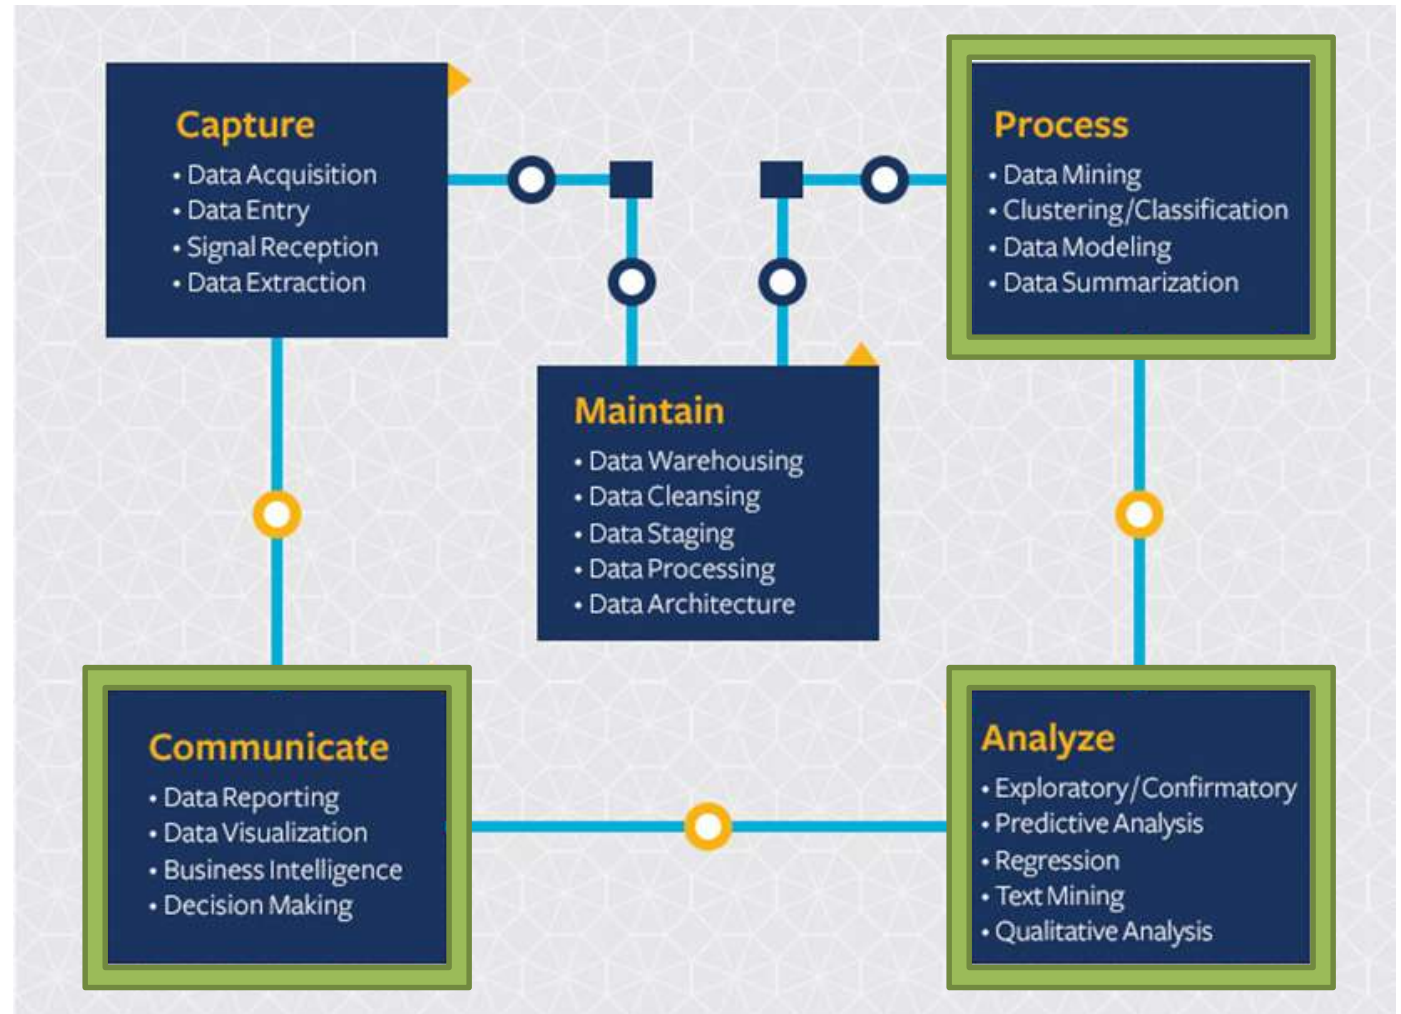 Capture
• Data Acquisition
• Data Entry
• Signal Reception
• Data Extraction
Process
• Data Mining
• Clustering/Classification
• Data Modeling
• Data Summarization
Maintain
• Data Warehousing
• Data Cleansing
• Data Staging
• Data Processing
• Data Architecture
Communicate
• Data Reporting
• Data Visualization
• Business Intelligence
• Decision Making
Analyze
• Exploratory/Confirmatory
• Predictive Analysis
• Regression
• Text Mining
• Qualitative Analysis